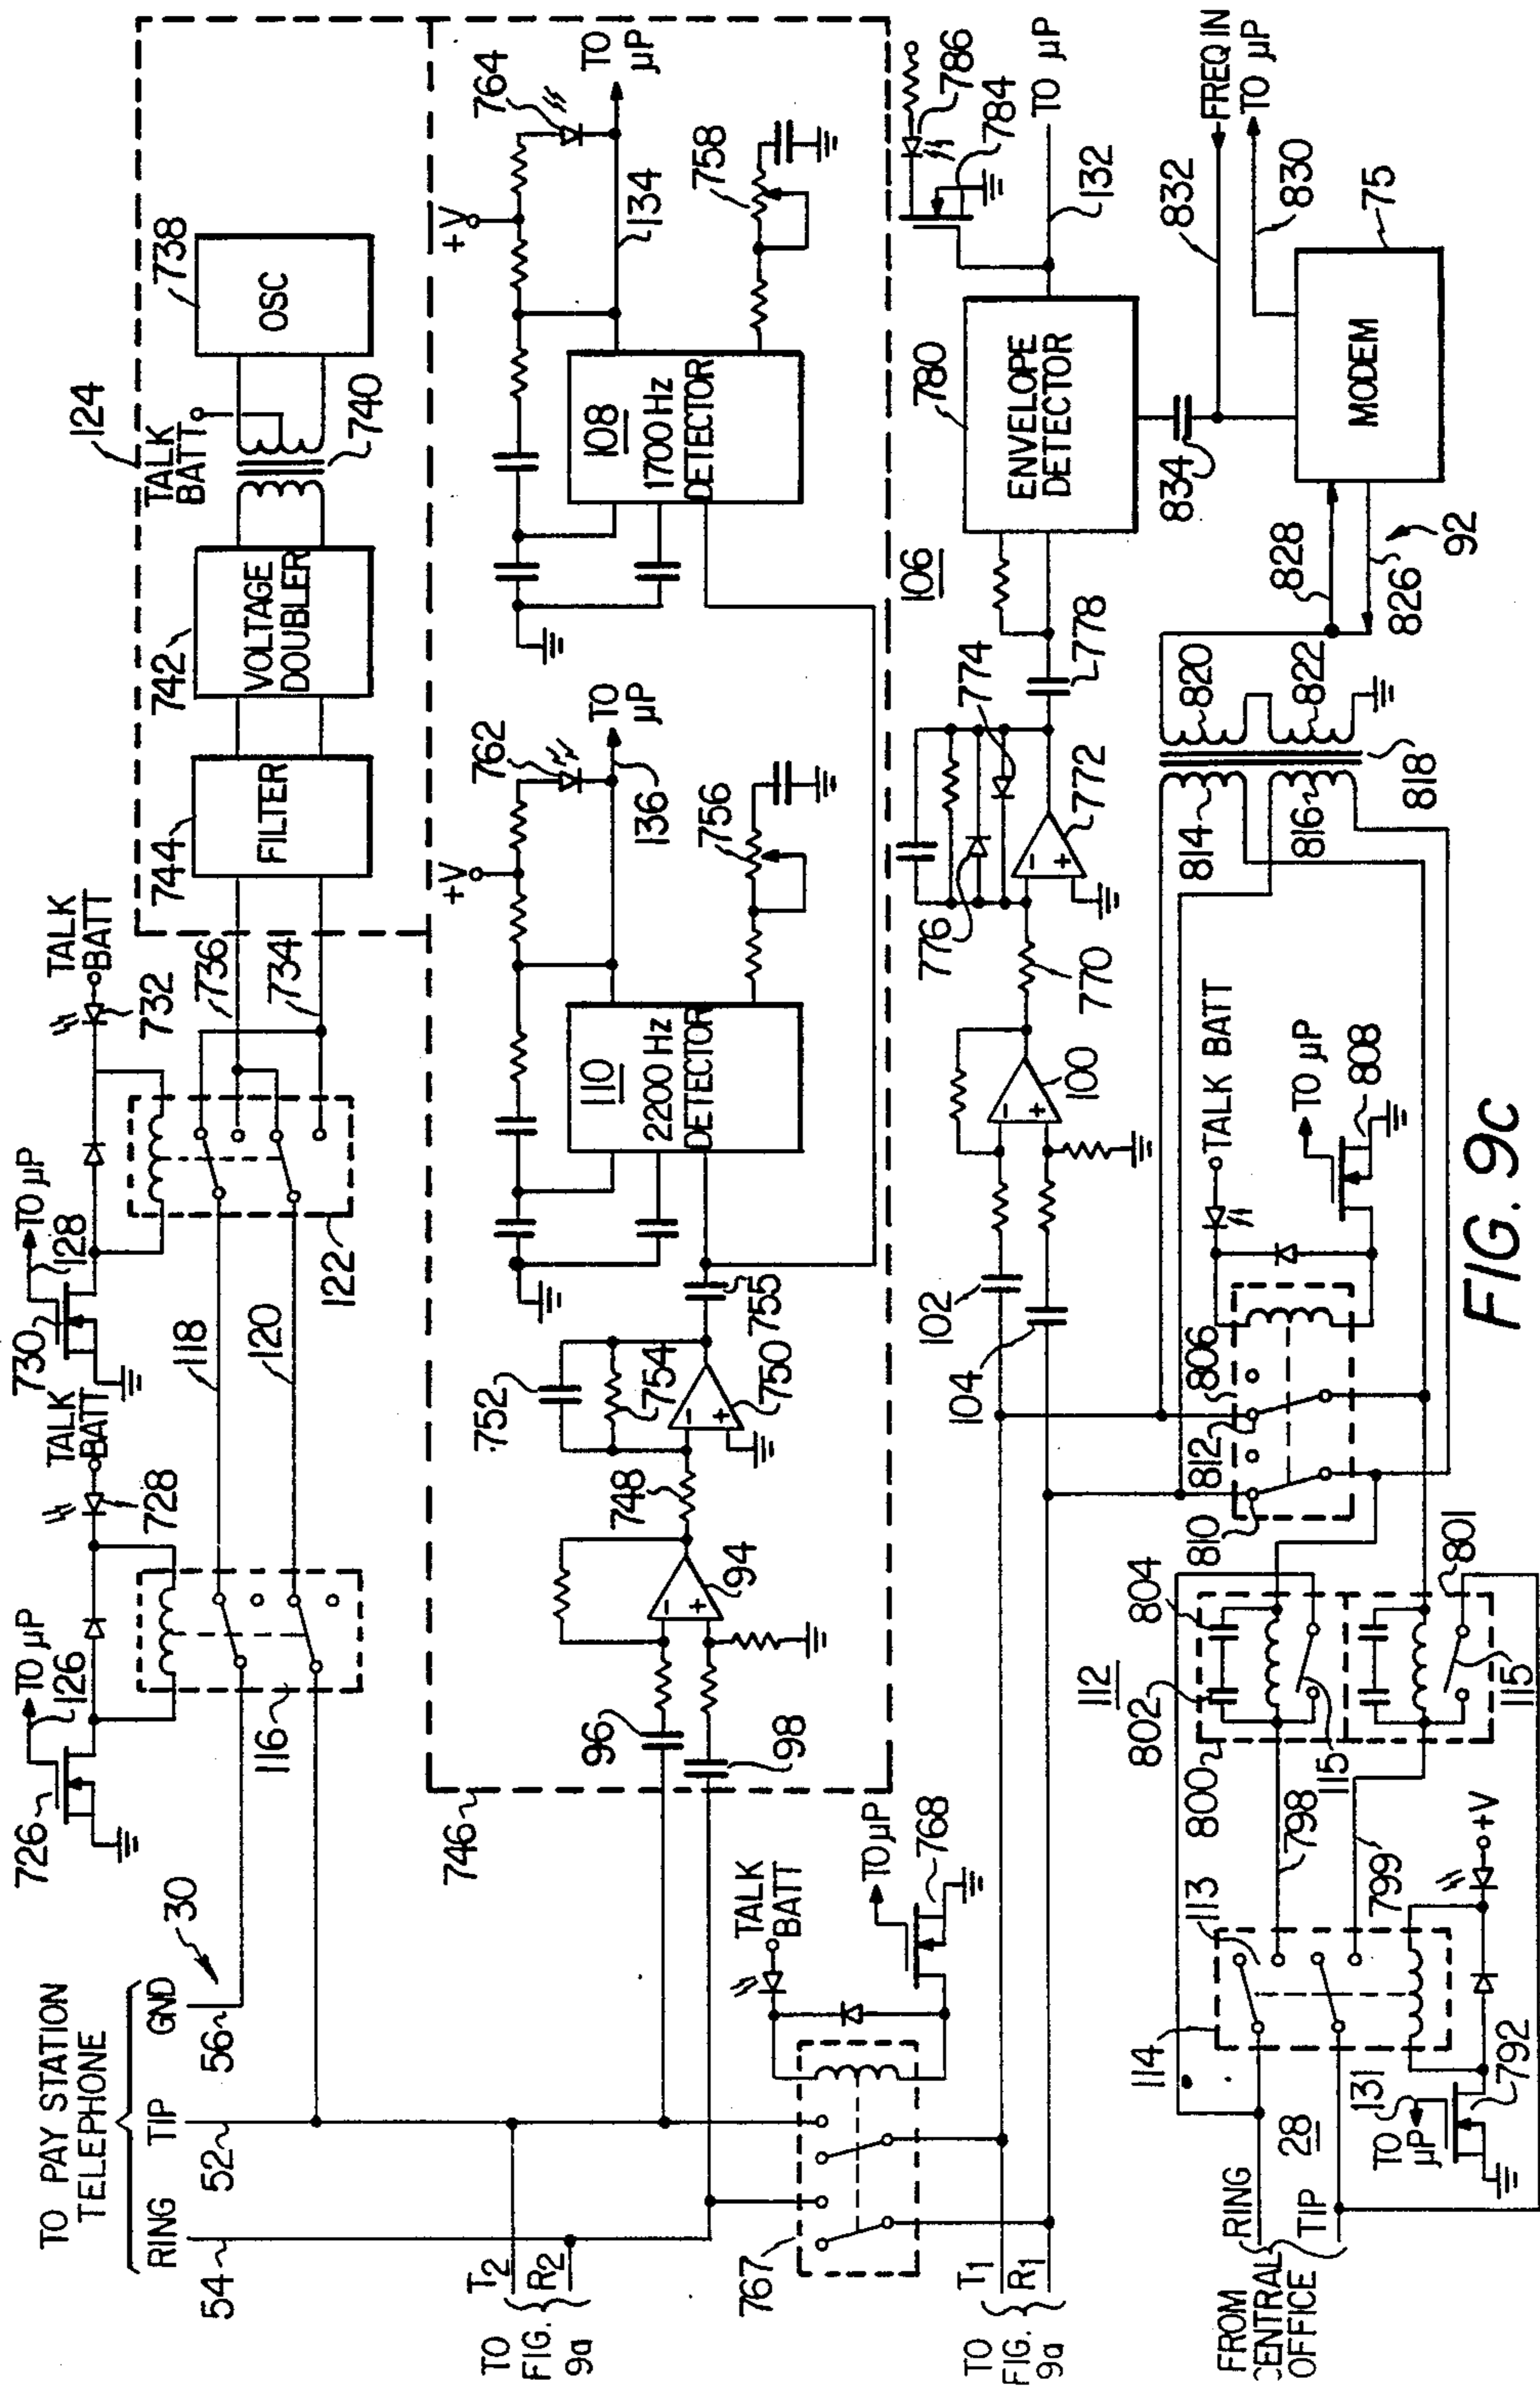 TO PAY STATION
TELEPHONE
RING TIP GND
54
52
56
30
726
TO µP
126
TALK
BATT
728
116
730
TO µP
128
118
120
122
TALK
BATT
732
736
734
744
FILTER
742
VOLTAGE
DOUBLER
TALK
BATT
124
740
738
OSC
T2
R2
TO
FIG.
9a
746
96
98
94
748
752
754
750
755
110
2200 Hz
DETECTOR
+V
762
TO
µP
136
756
108
1700 Hz
DETECTOR
+V
764
TO
µP
134
758
767
TALK
BATT
TO µP
768
T1
R1
TO
FIG.
9a
102
104
100
770
776
774
772
778
106
780
ENVELOPE
DETECTOR
786
784
TO µP
132
834
832
FREQ IN
TO µP
830
75
MODEM
828
826
92
820
822
818
814
816
TALK BATT
TO µP
808
806
812
810
804
802
112
800
801
115
115
798
799
113
114
+V
131
TO
µP
792
28
RING
TIP
FROM
CENTRAL
OFFICE
FIG. 9c